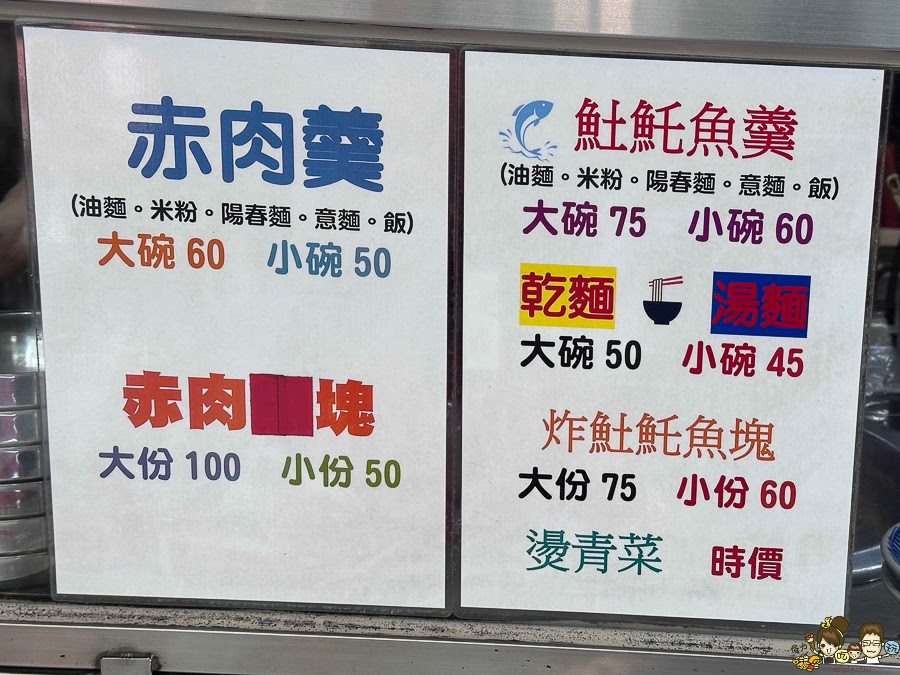 赤肉羹
(油麵。米粉。陽春麵。意麵。飯)
大碗 60 小碗 50
赤肉 塊
大份 100 小份 50
魠魠魚羹
(油麵。米粉。陽春麵。意麵。飯)
大碗 75 小碗 60
乾麵 湯麵
大碗 50 小碗 45
炸魠魠魚塊
大份 75 小份 60
燙青菜 時價